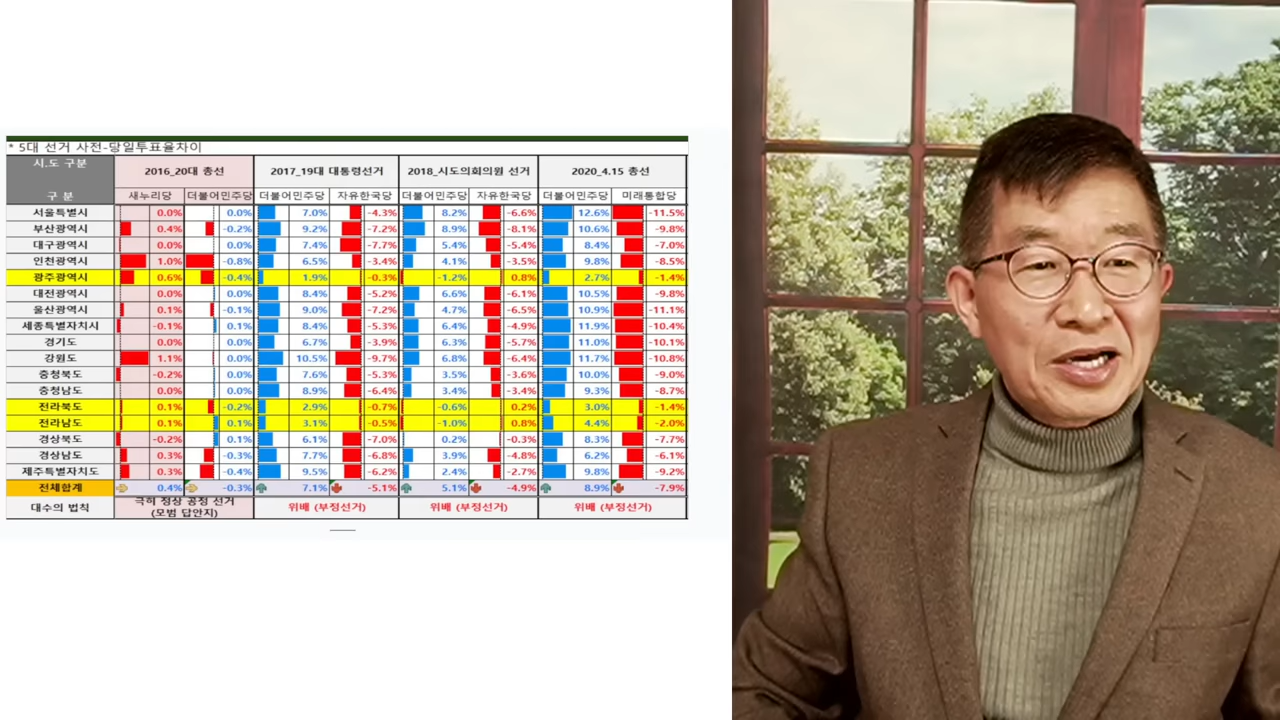 * 5대 선거 사전-당일투표율차이
시.도 구분 2016_20대 총선 2017_19대 대통령선거 2018_시도의회의원 선거 2020_4.15 총선
구 분 새누리당 더불어민주당 더불어민주당 자유한국당 더불어민주당 자유한국당 더불어민주당 미래통합당
서울특별시 0.0% 0.0% 7.0% -4.3% 8.2% -6.6% 12.6% -11.5%
부산광역시 0.4% -0.2% 9.2% -7.2% 8.9% -8.1% 10.6% -9.8%
대구광역시 0.0% 0.0% 7.4% -7.7% 5.4% -5.4% 8.4% -7.0%
인천광역시 1.0% -0.8% 6.5% -3.4% 4.1% -3.5% 9.8% -8.5%
광주광역시 0.6% -0.4% 1.9% -0.3% -1.2% 0.8% 2.7% -1.4%
대전광역시 0.0% 0.0% 8.4% -5.2% 6.6% -6.1% 10.5% -9.8%
울산광역시 0.1% -0.1% 9.0% -7.2% 4.7% -6.5% 10.9% -11.1%
세종특별자치시 -0.1% 0.1% 8.4% -5.3% 6.4% -4.9% 11.9% -10.4%
경기도 0.0% 0.0% 6.7% -3.9% 6.3% -5.7% 11.0% -10.1%
강원도 1.1% 0.0% 10.5% -9.7% 6.8% -6.4% 11.7% -10.8%
충청북도 -0.2% 0.0% 7.6% -5.3% 3.5% -3.6% 10.0% -9.0%
충청남도 0.0% 0.0% 8.9% -6.4% 3.4% -3.4% 9.3% -8.7%
전라북도 0.1% -0.2% 2.9% -0.7% -0.6% 0.2% 3.0% -1.4%
전라남도 0.1% 0.1% 3.1% -0.5% -1.0% 0.8% 4.4% -2.0%
경상북도 -0.2% 0.1% 6.1% -7.0% 0.2% -0.3% 8.3% -7.7%
경상남도 0.3% -0.3% 7.7% -6.8% 3.9% -4.8% 6.2% -6.1%
제주특별자치도 0.3% -0.4% 9.5% -6.2% 2.4% -2.7% 9.8% -9.2%
전체합계 0.4% -0.3% 7.1% -5.1% 5.1% -4.9% 8.9% -7.9%
대수의 법칙 극히 정상 공정 선거 위배 (부정선거) 위배 (부정선거) 위배 (부정선거)
(모범 답안지)